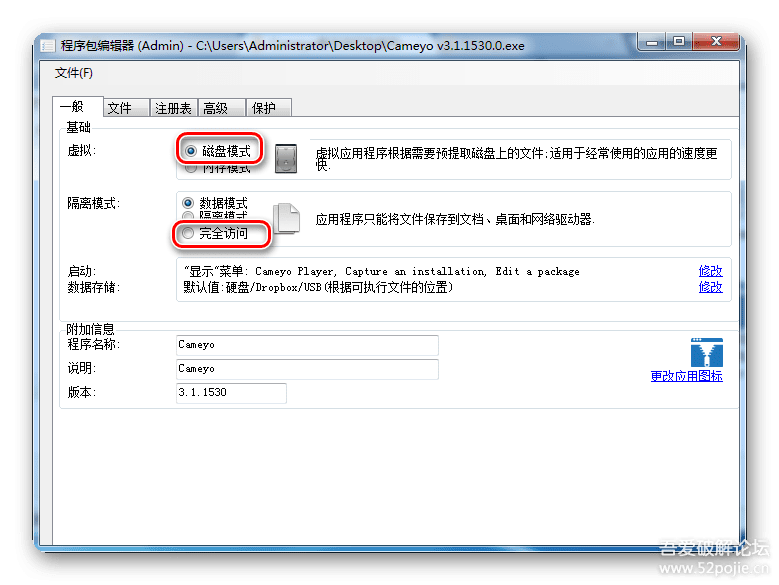 程序包编辑器 (Admin) - C:\Users\Administrator\Desktop\Cameyo v3.1.1530.0.exe
文件(F)
一般 文件 注册表 高级 保护
基础
虚拟:
磁盘模式
内存模式
虚拟应用程序根据需要预提取磁盘上的文件;适用于经常使用的应用的速度更
快.
隔离模式:
数据模式
隔离模式
完全访问
应用程序只能将文件保存到文档、桌面和网络驱动器.
启动: "显示"菜单: Cameyo Player, Capture an installation, Edit a package 修改
数据存储: 默认值:硬盘/Dropbox/USB(根据可执行文件的位置) 修改
附加信息
程序名称: Cameyo
说明: Cameyo
更改应用图标
版本: 3.1.1530
吾爱破解论坛
www.52pojie.cn